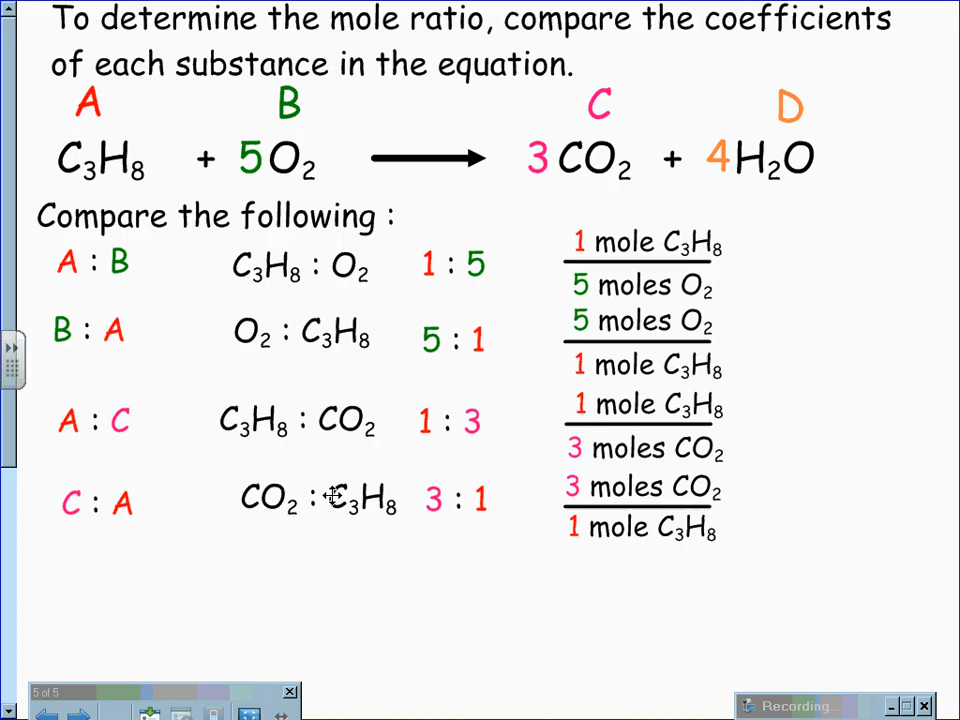 To determine the mole ratio, compare the coefficients
of each substance in the equation.
A B C D
C₃H₈ + 5O₂ ⟶ 3CO₂ + 4H₂O
Compare the following :
A : B C₃H₈ : O₂ 1 : 5
1 mole C₃H₈
5 moles O₂
B : A O₂ : C₃H₈ 5 : 1
5 moles O₂
1 mole C₃H₈
A : C C₃H₈ : CO₂ 1 : 3
1 mole C₃H₈
3 moles CO₂
C : A CO₂ : C₃H₈ 3 : 1
3 moles CO₂
1 mole C₃H₈
5 of 5
Recording...